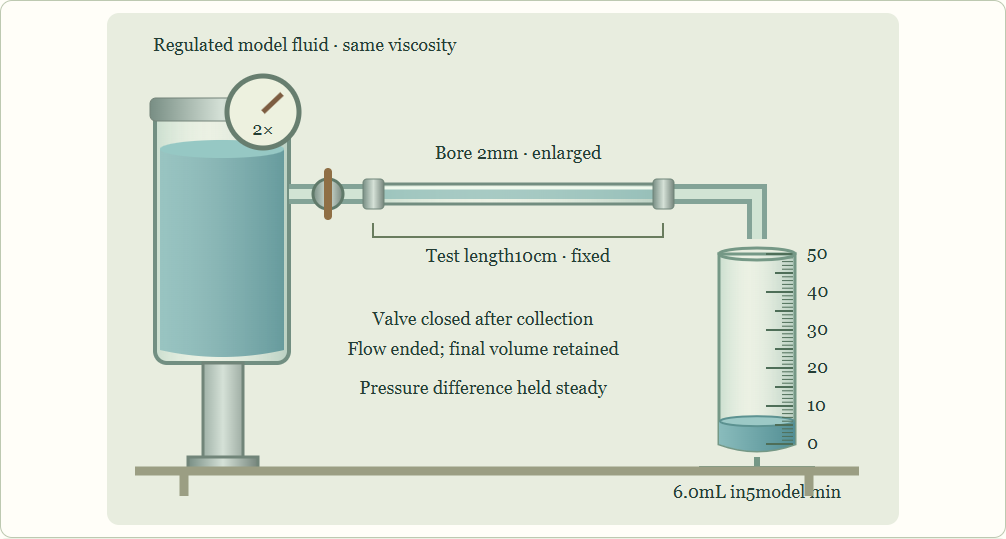 Regulated model fluid · same viscosity
2×
Bore 2mm · enlarged
Test length10cm · fixed
50
40
30
20
10
0
Valve closed after collection
Flow ended; final volume retained
Pressure difference held steady
6.0mL in5model min